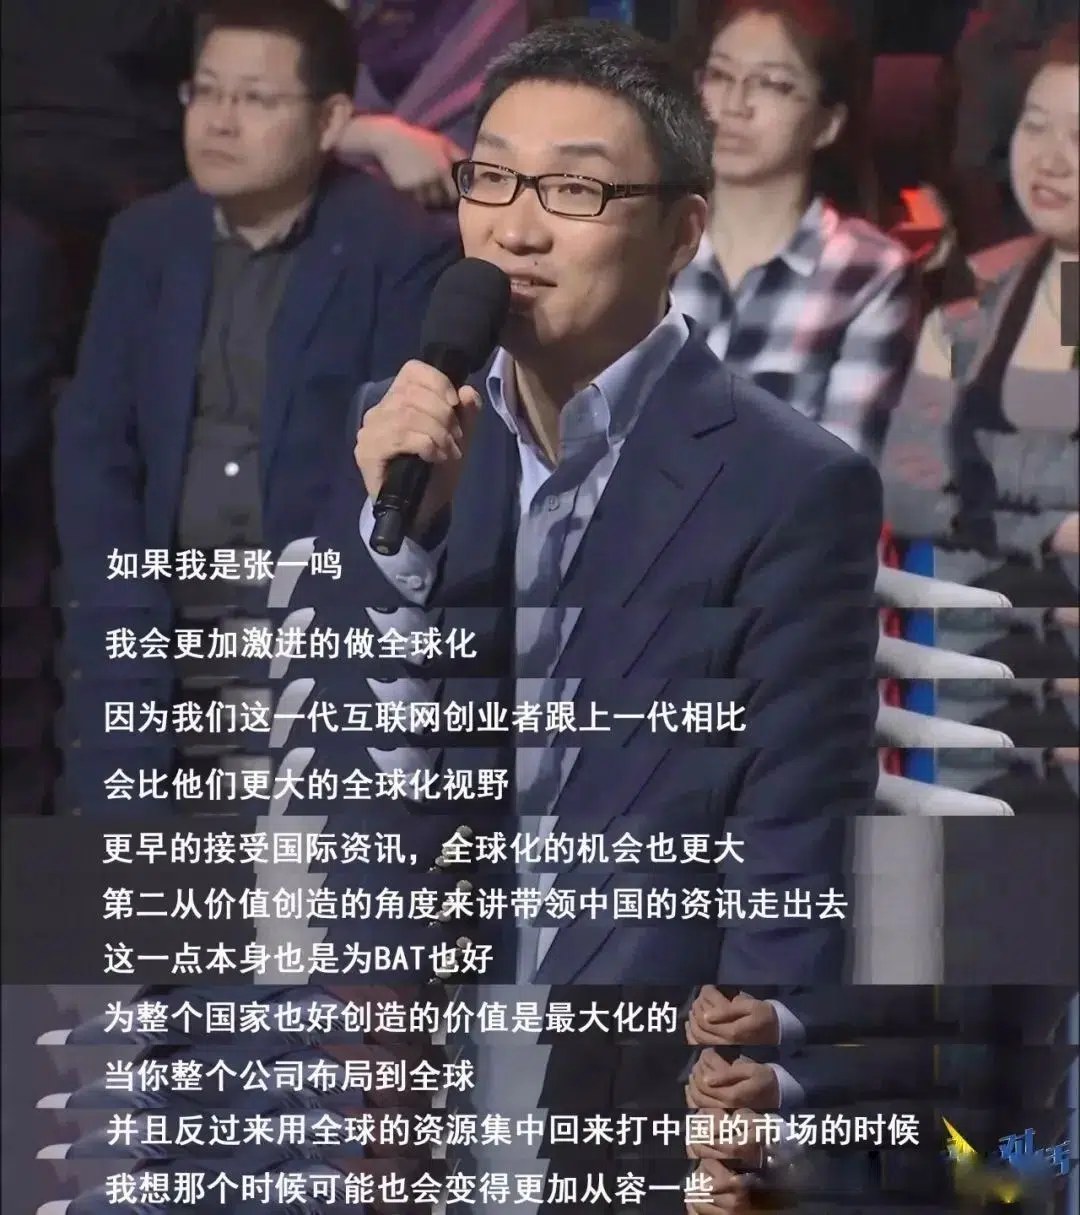 如果我是张一鸣
我会更加激进的做全球化
因为我们这一代互联网创业者跟上一代相比
会比他们更大的全球化视野
更早的接受国际资讯，全球化的机会也更大
第二从价值创造的角度来讲带领中国的资讯走出去
这一点本身也是为BAT也好
为整个国家也好创造的价值是最大化的
当你整个公司布局到全球
并且反过来用全球的资源集中回来打中国的市场的时候
对话
我想那个时候可能也会变得更加从容一些